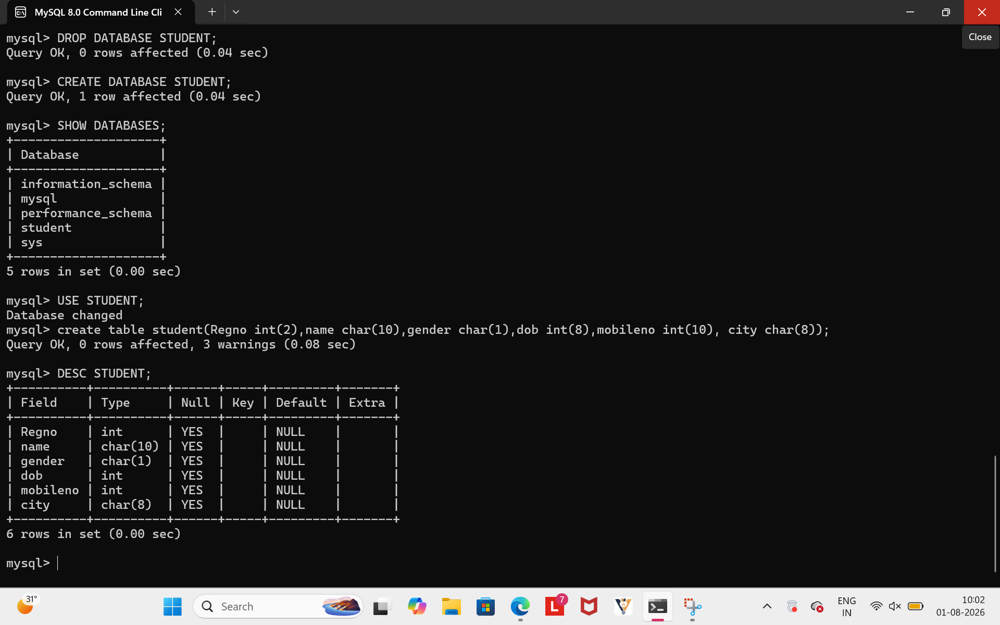 MySQL 8.0 Command Line Cli
Close
mysql> DROP DATABASE STUDENT;
Query OK, 0 rows affected (0.04 sec)
mysql> CREATE DATABASE STUDENT;
Query OK, 1 row affected (0.04 sec)
mysql> SHOW DATABASES;
+--------------------+
| Database           |
+--------------------+
| information_schema |
| mysql              |
| performance_schema |
| student            |
| sys                |
+--------------------+
5 rows in set (0.00 sec)
mysql> USE STUDENT;
Database changed
mysql> create table student(Regno int(2),name char(10),gender char(1),dob int(8),mobileno int(10), city char(8));
Query OK, 0 rows affected, 3 warnings (0.08 sec)
mysql> DESC STUDENT;
+----------+----------+------+-----+---------+-------+
| Field    | Type     | Null | Key | Default | Extra |
+----------+----------+------+-----+---------+-------+
| Regno    | int      | YES  |     | NULL    |       |
| name     | char(10) | YES  |     | NULL    |       |
| gender   | char(1)  | YES  |     | NULL    |       |
| dob      | int      | YES  |     | NULL    |       |
| mobileno | int      | YES  |     | NULL    |       |
| city     | char(8)  | YES  |     | NULL    |       |
+----------+----------+------+-----+---------+-------+
6 rows in set (0.00 sec)
mysql>
31°
Search
L
7
ENG
IN
10:02
01-08-2026